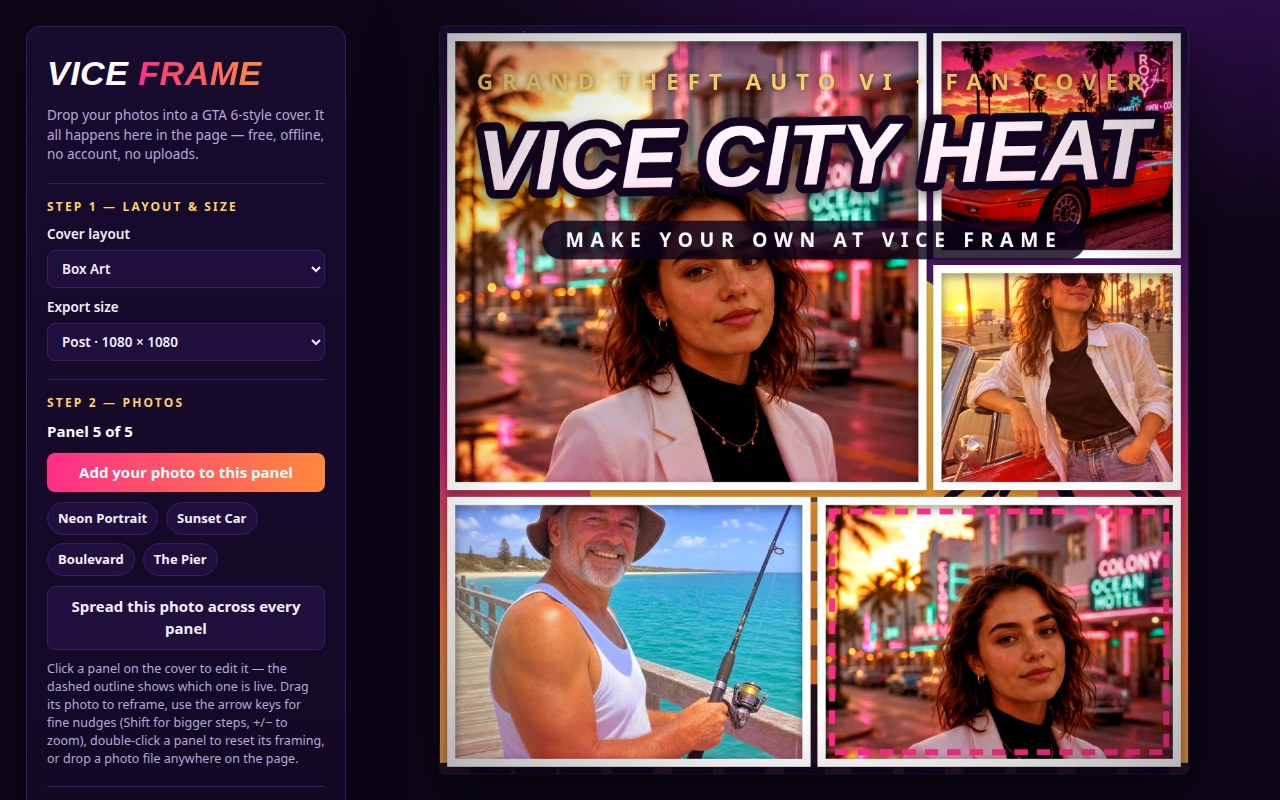 VICE FRAME
Drop your photos into a GTA 6-style cover. It
all happens here in the page — free, offline,
no account, no uploads.
STEP 1 — LAYOUT & SIZE
Cover layout
Box Art
Export size
Post · 1080 × 1080
STEP 2 — PHOTOS
Panel 5 of 5
Add your photo to this panel
Neon Portrait
Sunset Car
Boulevard
The Pier
Spread this photo across every
panel
Click a panel on the cover to edit it — the
dashed outline shows which one is live. Drag
its photo to reframe, use the arrow keys for
fine nudges (Shift for bigger steps, +/− to
zoom), double-click a panel to reset its framing,
or drop a photo file anywhere on the page.
GRAND THEFT AUTO VI · FAN COVER
VICE CITY HEAT
MAKE YOUR OWN AT VICE FRAME
ROXY
OPEN
OCEAN
HOTEL
COLONY
OCEAN
HOTEL